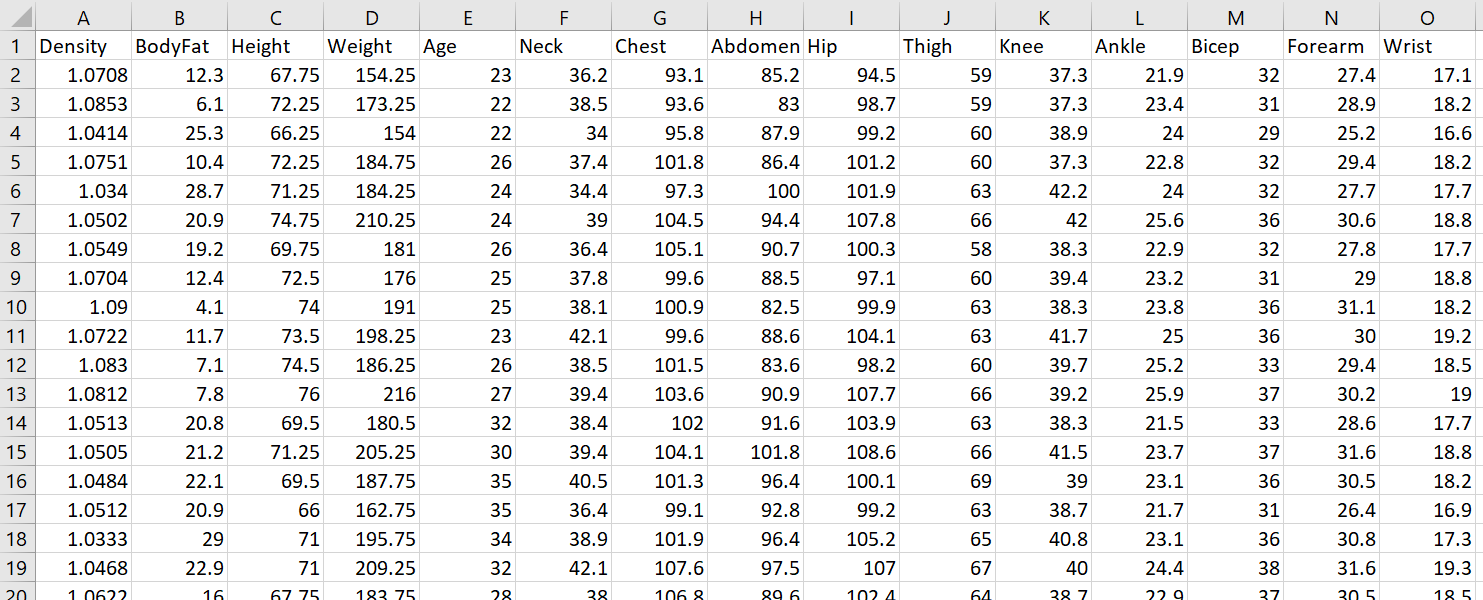 A B C D E F G H I J K L M N O
1 Density BodyFat Height Weight Age Neck Chest Abdomen Hip Thigh Knee Ankle Bicep Forearm Wrist
2 1.0708 12.3 67.75 154.25 23 36.2 93.1 85.2 94.5 59 37.3 21.9 32 27.4 17.1
3 1.0853 6.1 72.25 173.25 22 38.5 93.6 83 98.7 59 37.3 23.4 31 28.9 18.2
4 1.0414 25.3 66.25 154 22 34 95.8 87.9 99.2 60 38.9 24 29 25.2 16.6
5 1.0751 10.4 72.25 184.75 26 37.4 101.8 86.4 101.2 60 37.3 22.8 32 29.4 18.2
6 1.034 28.7 71.25 184.25 24 34.4 97.3 100 101.9 63 42.2 24 32 27.7 17.7
7 1.0502 20.9 74.75 210.25 24 39 104.5 94.4 107.8 66 42 25.6 36 30.6 18.8
8 1.0549 19.2 69.75 181 26 36.4 105.1 90.7 100.3 58 38.3 22.9 32 27.8 17.7
9 1.0704 12.4 72.5 176 25 37.8 99.6 88.5 97.1 60 39.4 23.2 31 29 18.8
10 1.09 4.1 74 191 25 38.1 100.9 82.5 99.9 63 38.3 23.8 36 31.1 18.2
11 1.0722 11.7 73.5 198.25 23 42.1 99.6 88.6 104.1 63 41.7 25 36 30 19.2
12 1.083 7.1 74.5 186.25 26 38.5 101.5 83.6 98.2 60 39.7 25.2 33 29.4 18.5
13 1.0812 7.8 76 216 27 39.4 103.6 90.9 107.7 66 39.2 25.9 37 30.2 19
14 1.0513 20.8 69.5 180.5 32 38.4 102 91.6 103.9 63 38.3 21.5 33 28.6 17.7
15 1.0505 21.2 71.25 205.25 30 39.4 104.1 101.8 108.6 66 41.5 23.7 37 31.6 18.8
16 1.0484 22.1 69.5 187.75 35 40.5 101.3 96.4 100.1 69 39 23.1 36 30.5 18.2
17 1.0512 20.9 66 162.75 35 36.4 99.1 92.8 99.2 63 38.7 21.7 31 26.4 16.9
18 1.0333 29 71 195.75 34 38.9 101.9 96.4 105.2 65 40.8 23.1 36 30.8 17.3
19 1.0468 22.9 71 209.25 32 42.1 107.6 97.5 107 67 40 24.4 38 31.6 19.3
20 1.0622 16 67.75 183.75 28 38 106.8 89.6 102.4 64 38.7 22.9 37 30.5 18.5